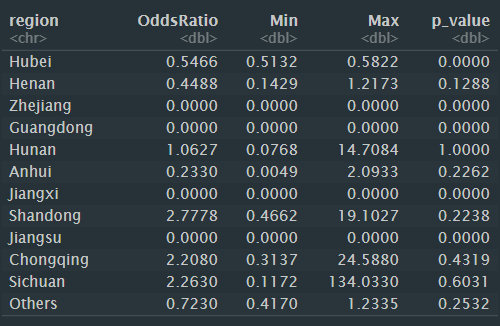 region OddsRatio Min Max p_value
<chr> <dbl> <dbl> <dbl> <dbl>
Hubei 0.5466 0.5132 0.5822 0.0000
Henan 0.4488 0.1429 1.2173 0.1288
Zhejiang 0.0000 0.0000 0.0000 0.0000
Guangdong 0.0000 0.0000 0.0000 0.0000
Hunan 1.0627 0.0768 14.7084 1.0000
Anhui 0.2330 0.0049 2.0933 0.2262
Jiangxi 0.0000 0.0000 0.0000 0.0000
Shandong 2.7778 0.4662 19.1027 0.2238
Jiangsu 0.0000 0.0000 0.0000 0.0000
Chongqing 2.2080 0.3137 24.5880 0.4319
Sichuan 2.2630 0.1172 134.0330 0.6031
Others 0.7230 0.4170 1.2335 0.2532